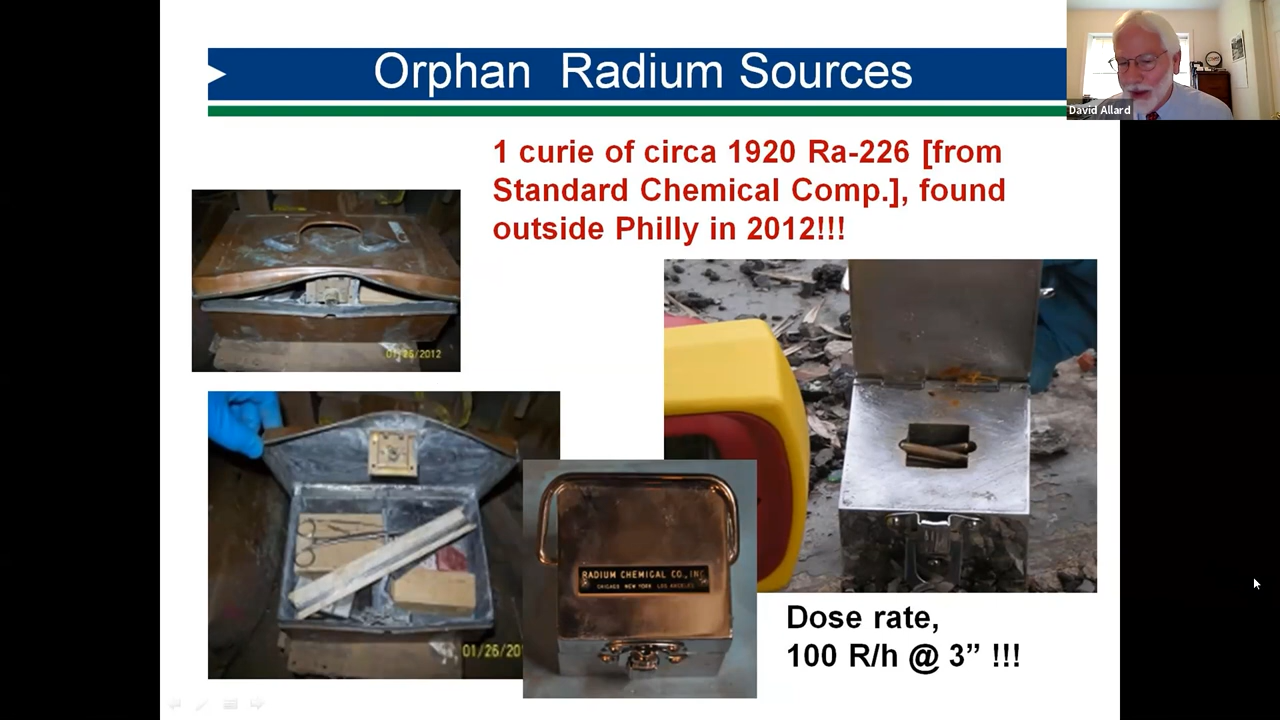 Orphan Radium Sources
David Allard
1 curie of circa 1920 Ra-226 [from
Standard Chemical Comp.], found
outside Philly in 2012!!!
01/26/2012
01/26/20
RADIUM CHEMICAL CO., INC
CHICAGO NEW YORK LOS ANGELES
Dose rate,
100 R/h @ 3” !!!